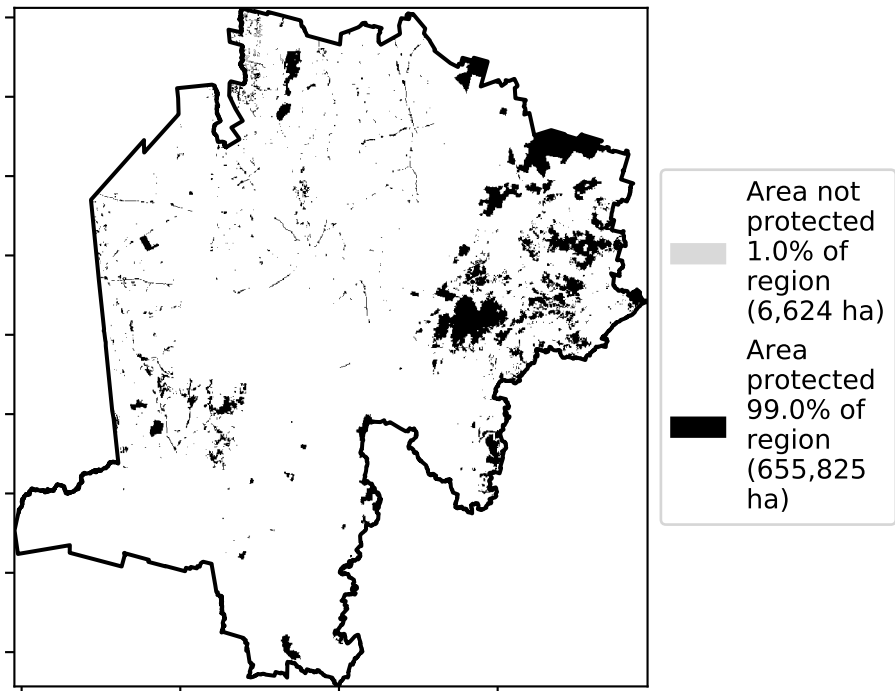 Area not
protected
1.0% of
region
(6,624 ha)
Area
protected
99.0% of
region
(655,825
ha)